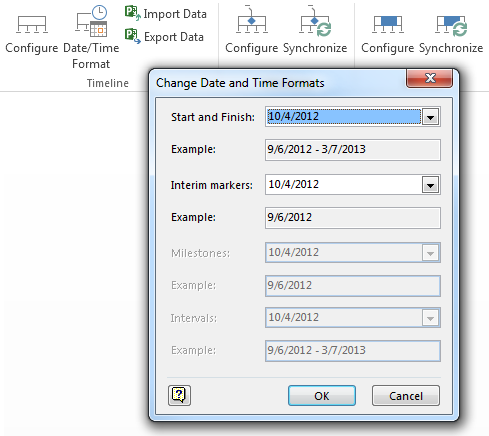 Import Data
Export Data
Configure Date/Time Format
Configure Synchronize
Configure Synchronize
Timeline
Change Date and Time Formats
Start and Finish: 10/4/2012
Example: 9/6/2012 - 3/7/2013
Interim markers: 10/4/2012
Example: 9/6/2012
Milestones: 10/4/2012
Example: 9/6/2012
Intervals: 10/4/2012
Example: 9/6/2012 - 3/7/2013
OK Cancel